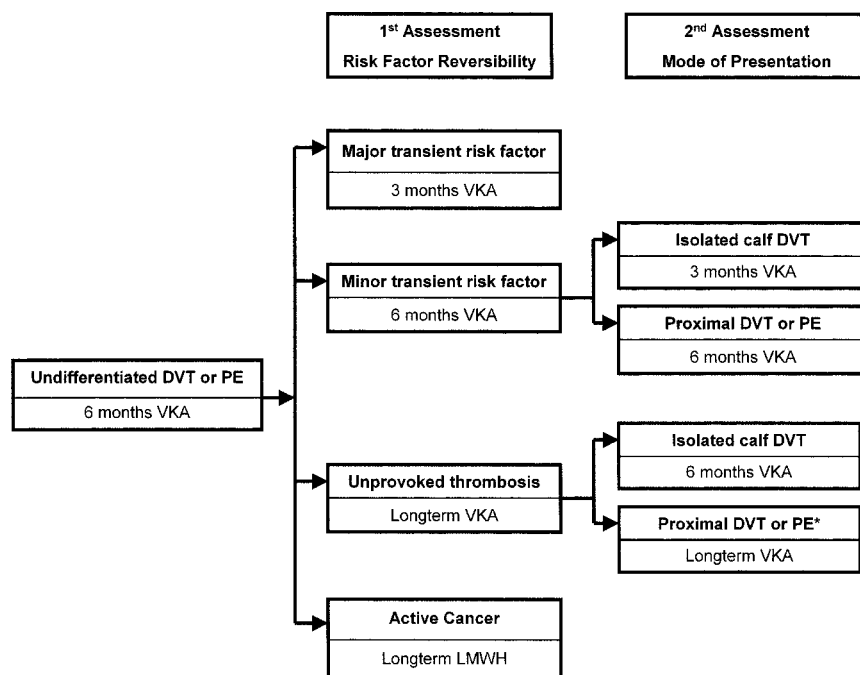 1st Assessment
Risk Factor Reversibility
2nd Assessment
Mode of Presentation
Major transient risk factor
3 months VKA
Minor transient risk factor
6 months VKA
Isolated calf DVT
3 months VKA
Proximal DVT or PE
6 months VKA
Undifferentiated DVT or PE
6 months VKA
Unprovoked thrombosis
Longterm VKA
Isolated calf DVT
6 months VKA
Proximal DVT or PE*
Longterm VKA
Active Cancer
Longterm LMWH